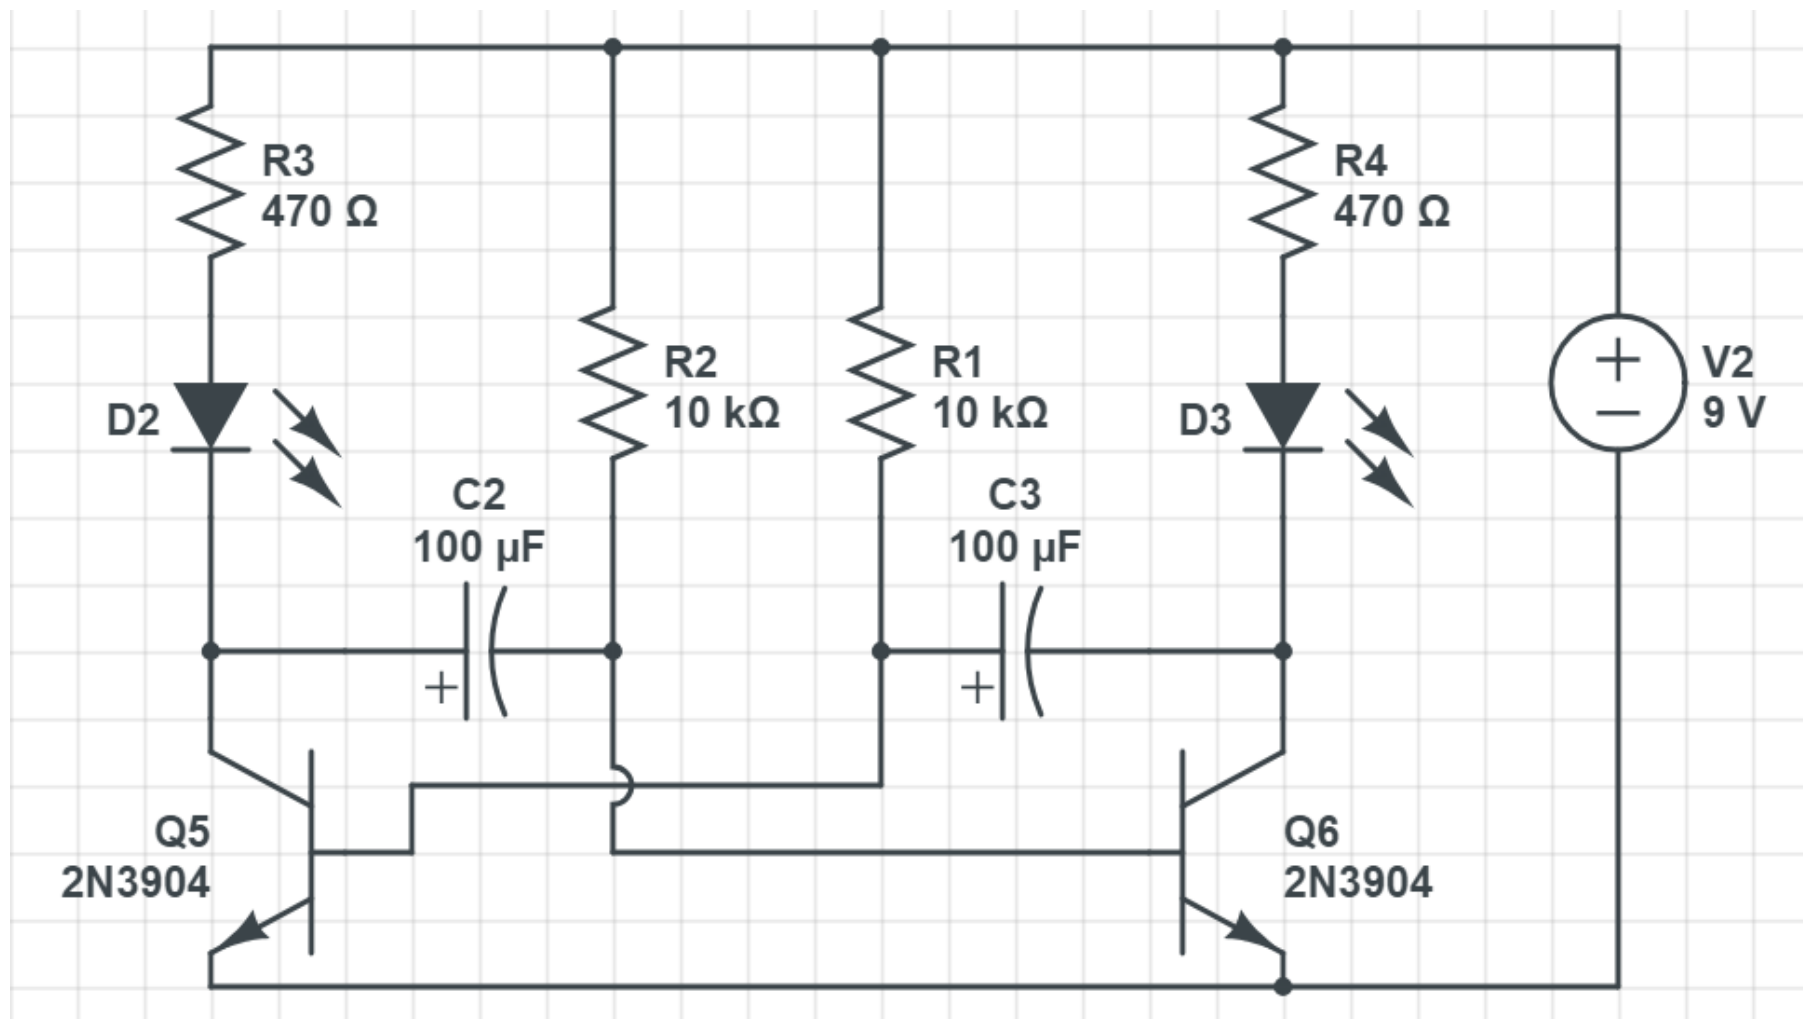 R3
470 Ω
R4
470 Ω
R2
10 kΩ
R1
10 kΩ
V2
9 V
D2
D3
C2
100 µF
C3
100 µF
Q5
2N3904
Q6
2N3904